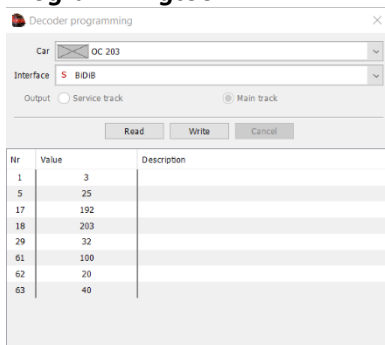 Decoder programming
Car OC 203
Interface S BiDiB
Output Service track Main track
Read Write Cancel
Nr Value Description
1 3
5 25
17 192
18 203
29 32
61 100
62 20
63 40